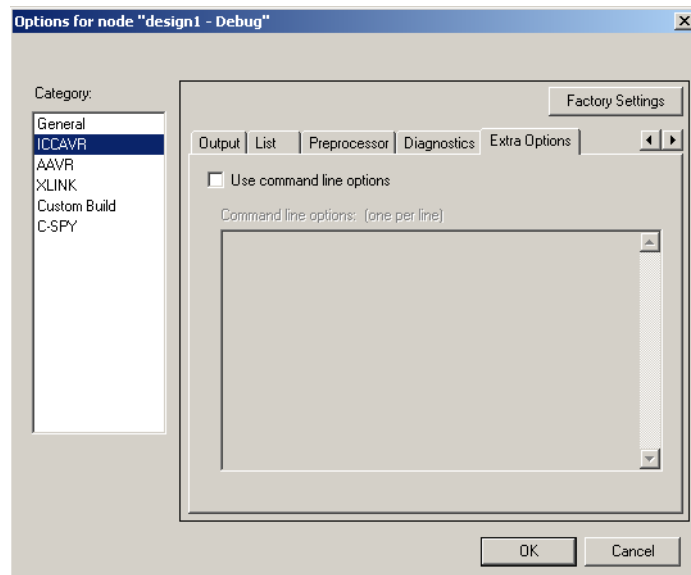 Options for node "design1 - Debug"
Category:
General
ICCAVR
AAVR
XLINK
Custom Build
C-SPY
Factory Settings
Output List Preprocessor Diagnostics Extra Options
Use command line options
Command line options: (one per line)
OK Cancel